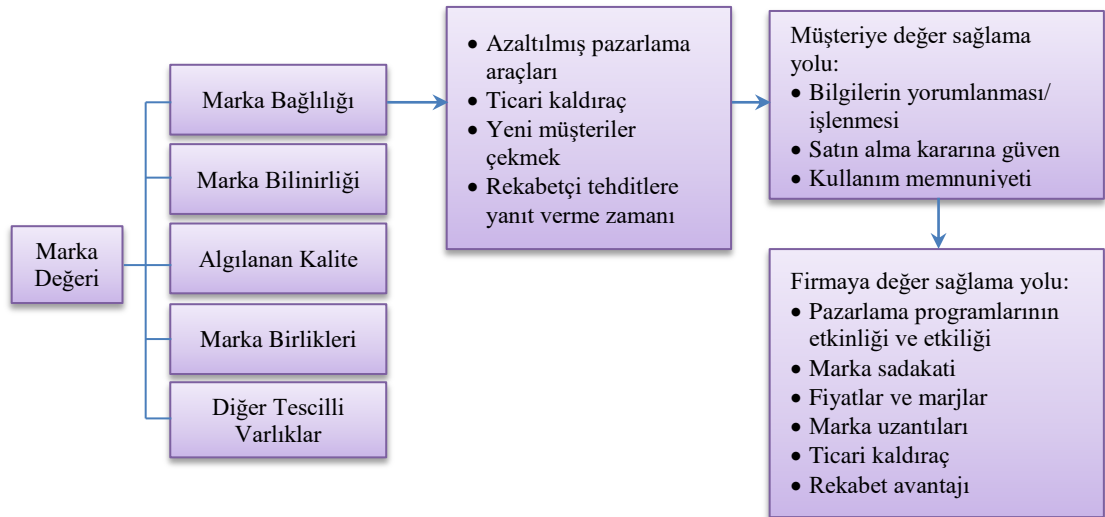 Marka
Değeri
Marka Bağlılığı
Marka Bilinirliği
Algılanan Kalite
Marka Birlikleri
Diğer Tescilli
Varlıklar
• Azaltılmış pazarlama
araçları
• Ticari kaldıraç
• Yeni müşteriler
çekmek
• Rekabetçi tehditlere
yanıt verme zamanı
Müşteriye değer sağlama
yolu:
• Bilgilerin yorumlanması/
işlenmesi
• Satın alma kararına güven
• Kullanım memnuniyeti
Firmaya değer sağlama yolu:
• Pazarlama programlarının
etkinliği ve etkiliği
• Marka sadakati
• Fiyatlar ve marjlar
• Marka uzantıları
• Ticari kaldıraç
• Rekabet avantajı